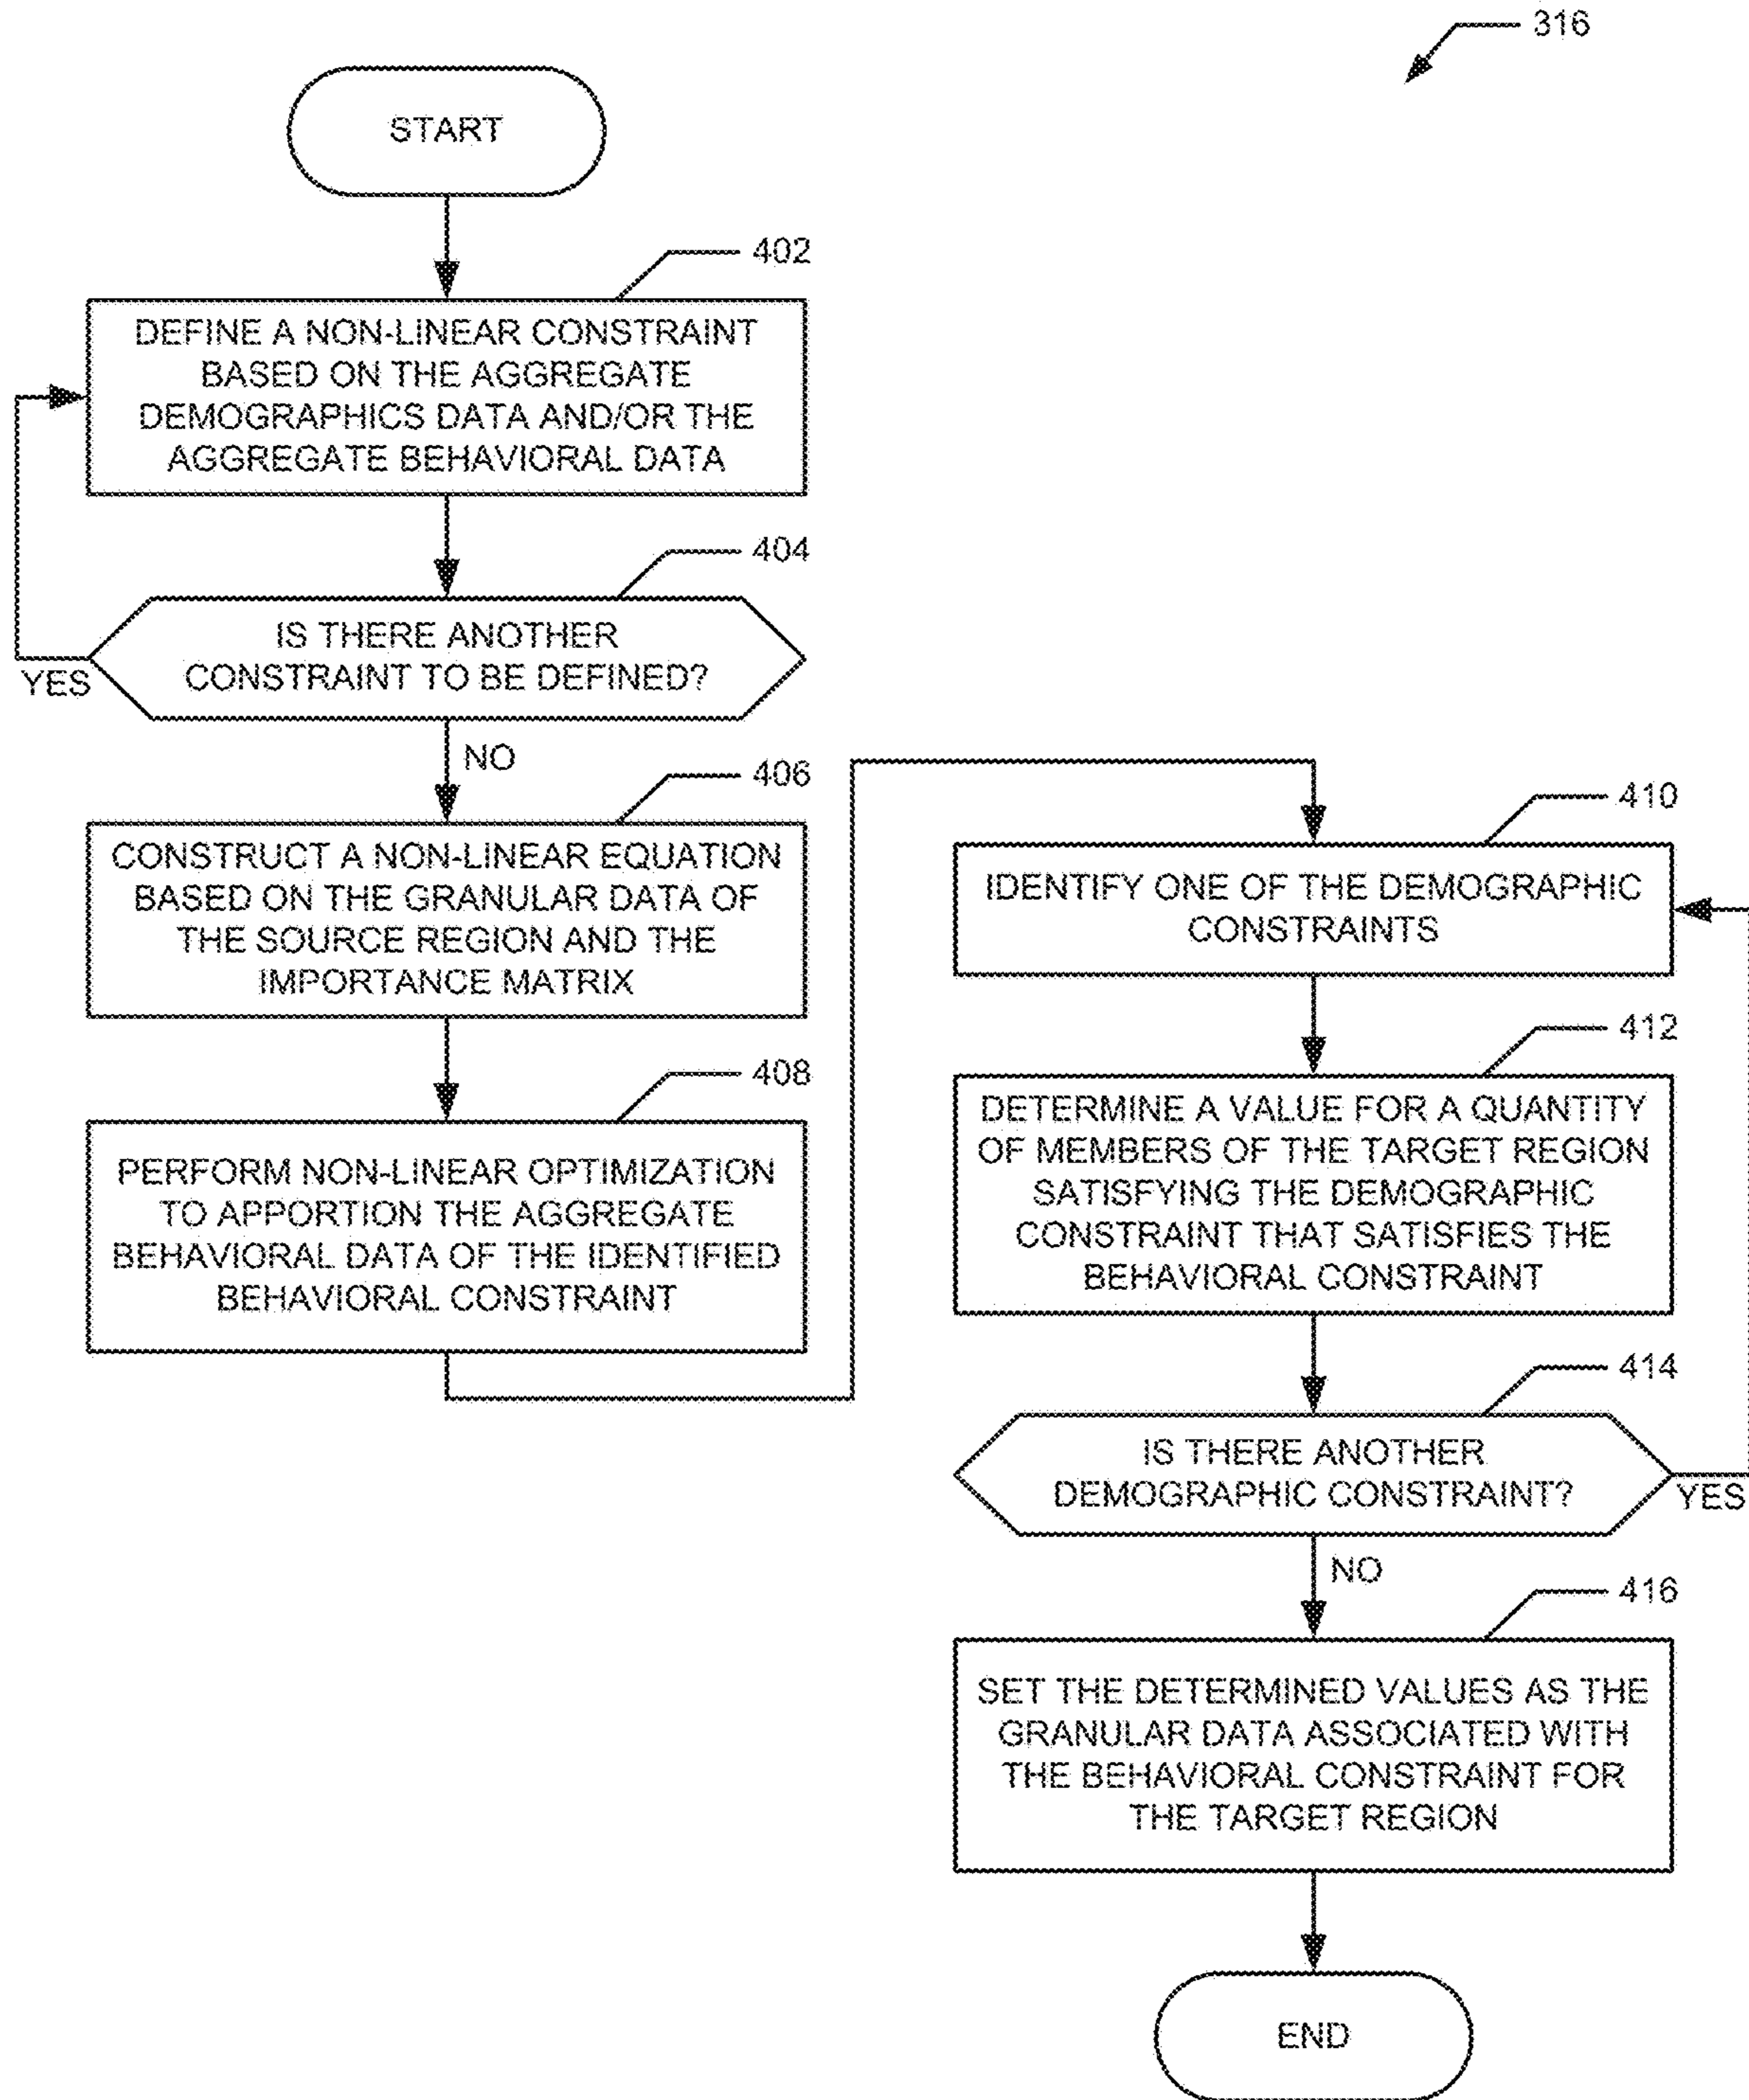 316
START
402
DEFINE A NON-LINEAR CONSTRAINT
BASED ON THE AGGREGATE
DEMOGRAPHICS DATA AND/OR THE
AGGREGATE BEHAVIORAL DATA
404
IS THERE ANOTHER
CONSTRAINT TO BE DEFINED?
YES
NO
406
CONSTRUCT A NON-LINEAR EQUATION
BASED ON THE GRANULAR DATA OF
THE SOURCE REGION AND THE
IMPORTANCE MATRIX
408
PERFORM NON-LINEAR OPTIMIZATION
TO APPORTION THE AGGREGATE
BEHAVIORAL DATA OF THE IDENTIFIED
BEHAVIORAL CONSTRAINT
410
IDENTIFY ONE OF THE DEMOGRAPHIC
CONSTRAINTS
412
DETERMINE A VALUE FOR A QUANTITY
OF MEMBERS OF THE TARGET REGION
SATISFYING THE DEMOGRAPHIC
CONSTRAINT THAT SATISFIES THE
BEHAVIORAL CONSTRAINT
414
IS THERE ANOTHER
DEMOGRAPHIC CONSTRAINT?
YES
NO
416
SET THE DETERMINED VALUES AS THE
GRANULAR DATA ASSOCIATED WITH
THE BEHAVIORAL CONSTRAINT FOR
THE TARGET REGION
END